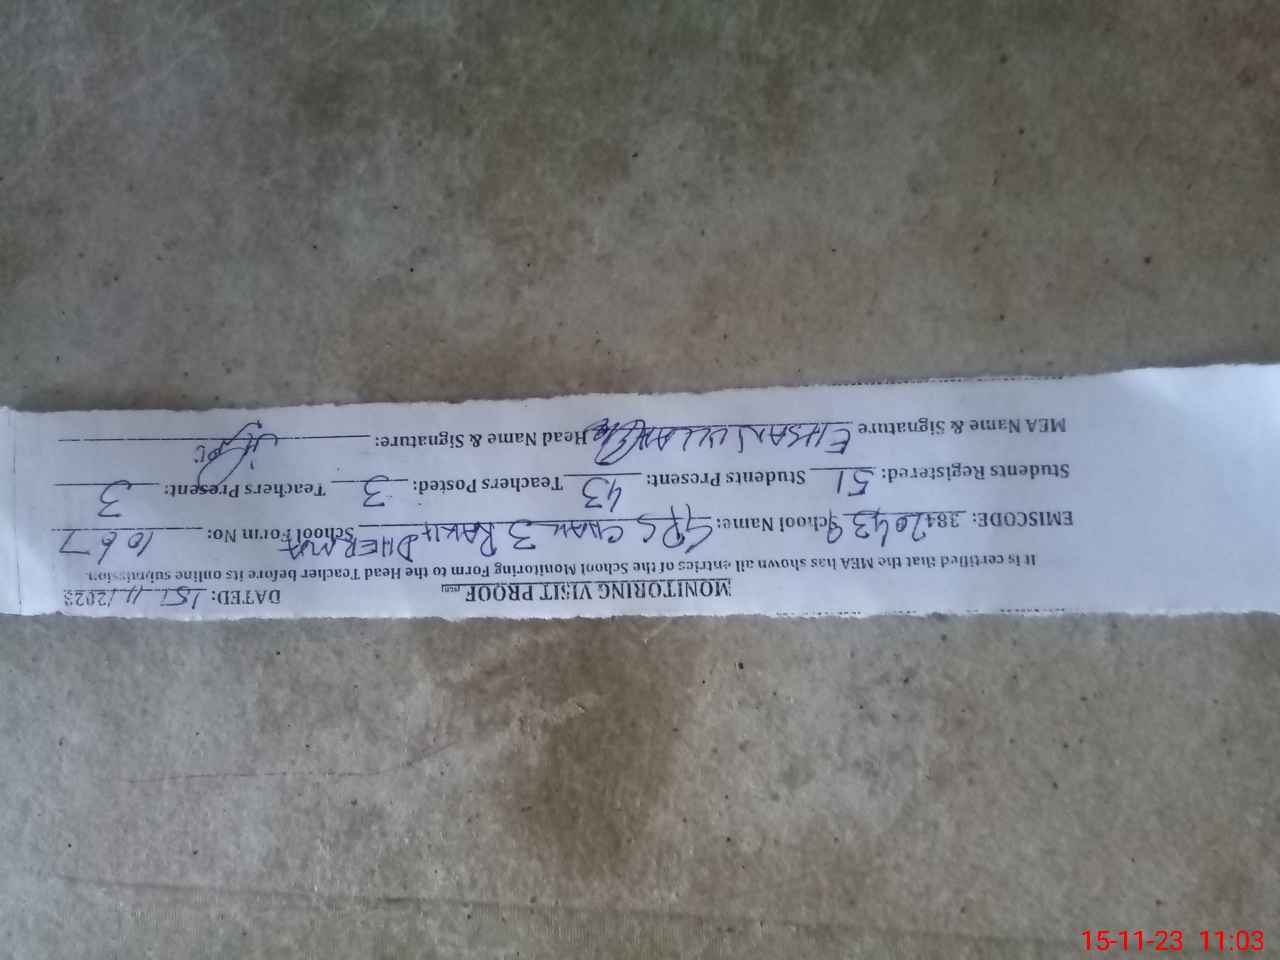 MONITORING VISIT PROOF DATED: 15/11/2023
It is certified that the MEA has shown all entries of the School Monitoring Form to the Head Teacher before its online submission.
EMISCODE: 38420439 School Name: GPS CHAK 3 RAKH DHERMA School Form No: 1067
Students Registered: 51 Students Present: 43 Teachers Posted: 3 Teachers Present: 3
MEA Name & Signature EHSAN ULLAH Head Name & Signature:
15-11-23 11:03